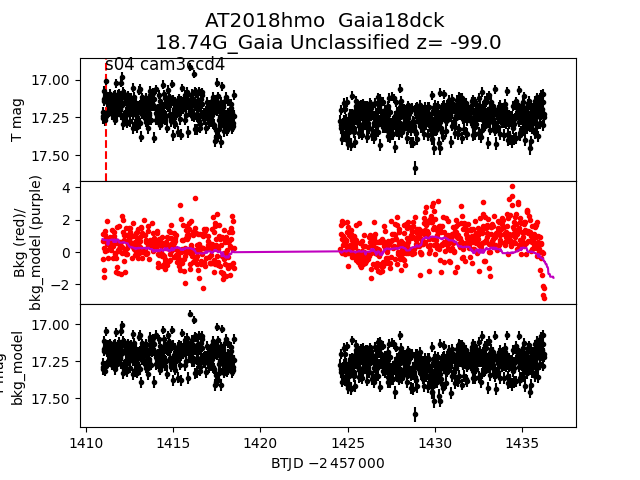 AT2018hmo  Gaia18dck
18.74G_Gaia Unclassified z= -99.0
s04 cam3ccd4
17.00
17.25
17.50
T mag
4
2
0
−2
Bkg (red)/
bkg_model (purple)
17.00
17.25
17.50
bkg_model
1410
1415
1420
1425
1430
1435
BTJD −2 457 000